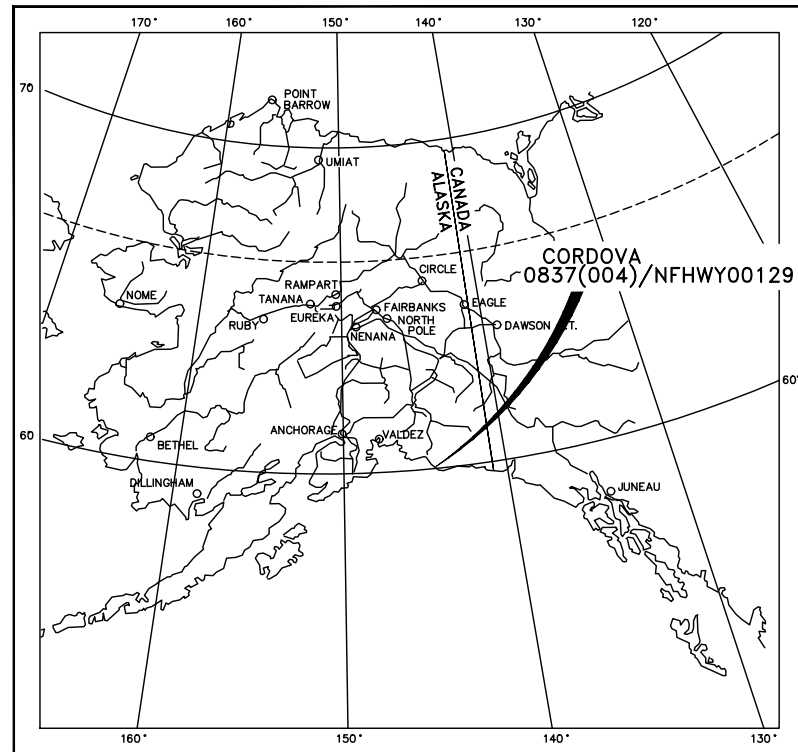 170° 160° 150° 140° 130° 120°
70°
POINT
BARROW
UMIAT
CANADA
ALASKA
CORDOVA
0837(004)/NFHWY00129
CIRCLE
RAMPART
TANANA
EAGLE
NOME
FAIRBANKS
EUREKA
NORTH
POLE
RUBY
DAWSON
NENANA
60°
60
ANCHORAGE
VALDEZ
BETHEL
DILLINGHAM
JUNEAU
160° 150° 140° 130°